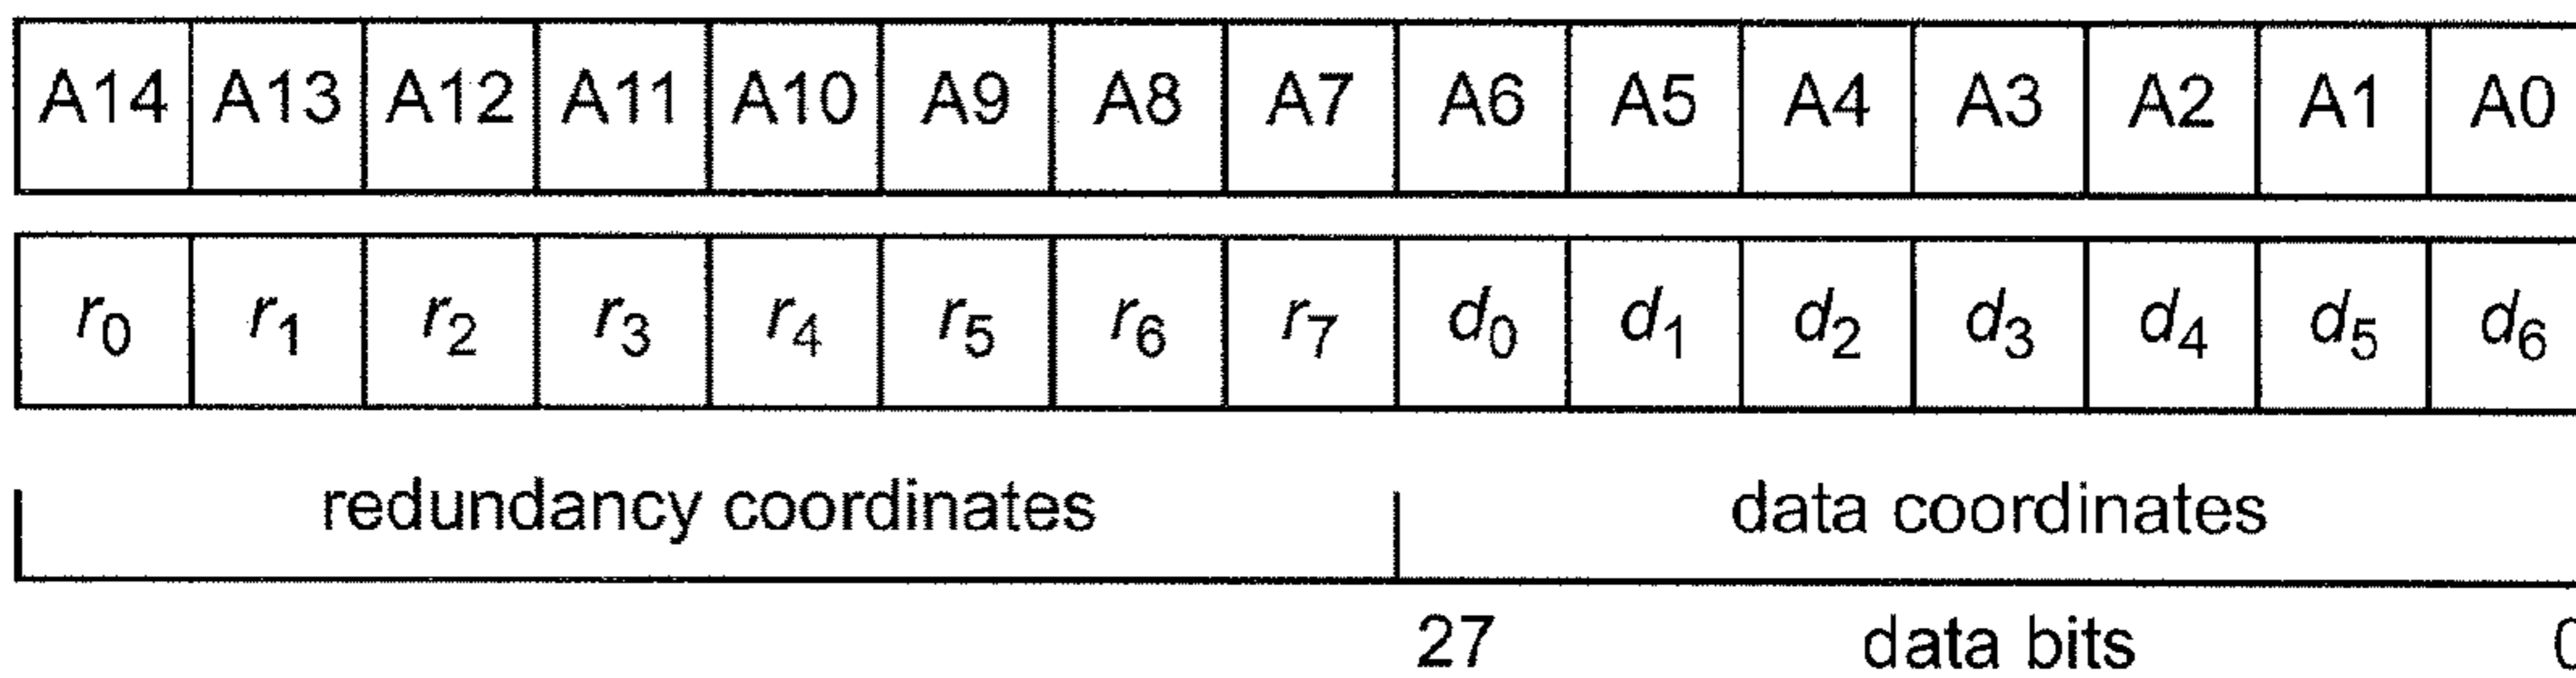 A14 A13 A12 A11 A10 A9 A8 A7 A6 A5 A4 A3 A2 A1 A0
r0 r1 r2 r3 r4 r5 r6 r7 d0 d1 d2 d3 d4 d5 d6
redundancy coordinates data coordinates
27 data bits 0